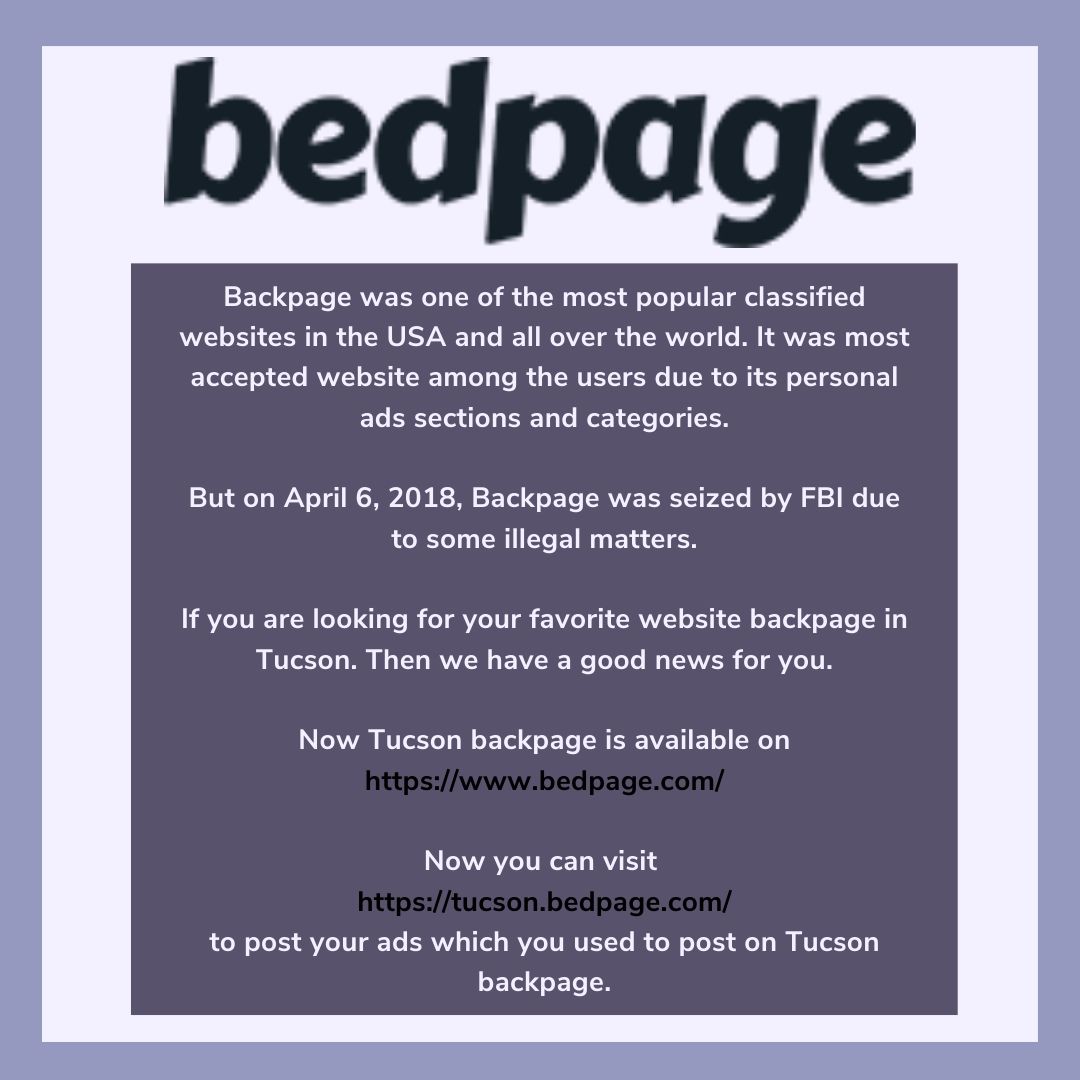 bedpage
Backpage was one of the most popular classified
websites in the USA and all over the world. It was most
accepted website among the users due to its personal
ads sections and categories.
But on April 6, 2018, Backpage was seized by FBI due
to some illegal matters.
If you are looking for your favorite website backpage in
Tucson. Then we have a good news for you.
Now Tucson backpage is available on
https://www.bedpage.com/
Now you can visit
https://tucson.bedpage.com/
to post your ads which you used to post on Tucson
backpage.